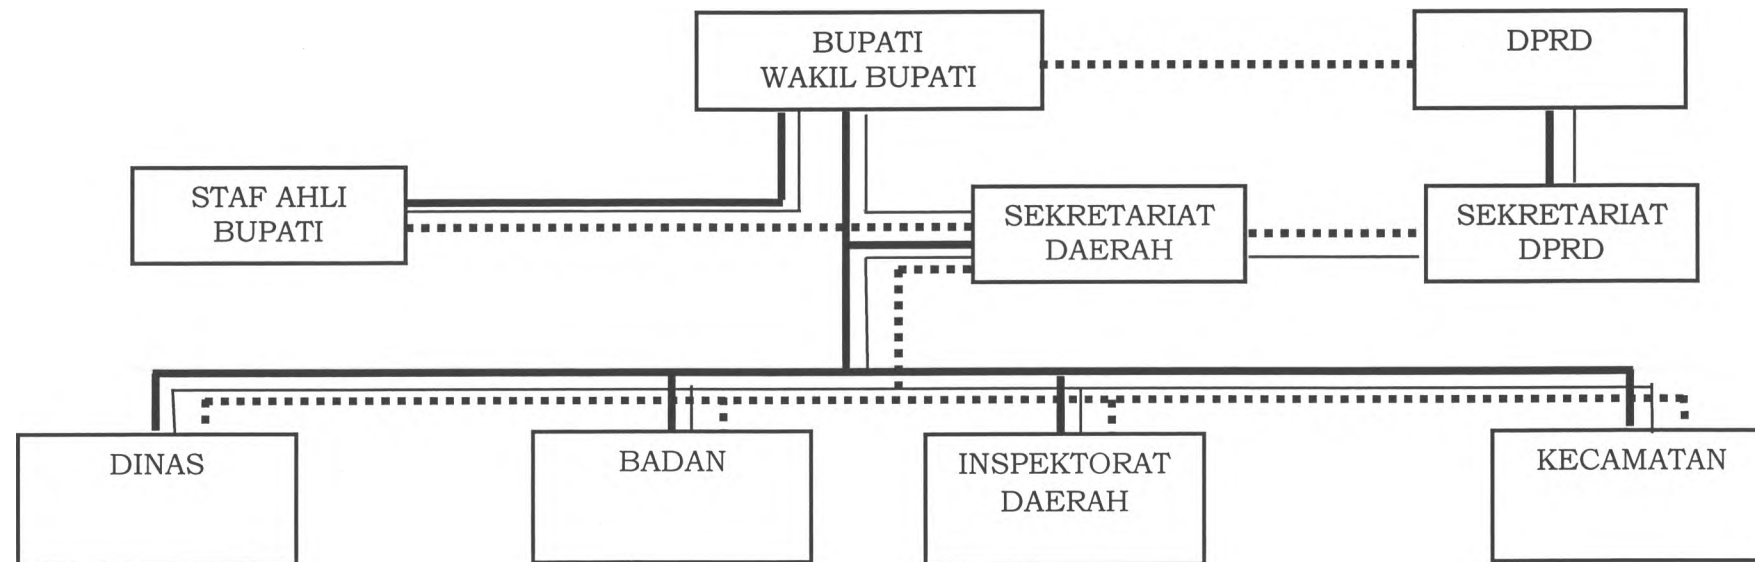 BUPATI
WAKIL BUPATI
DPRD
STAF AHLI
BUPATI
SEKRETARIAT
DAERAH
SEKRETARIAT
DPRD
DINAS
BADAN
INSPEKTORAT
DAERAH
KECAMATAN